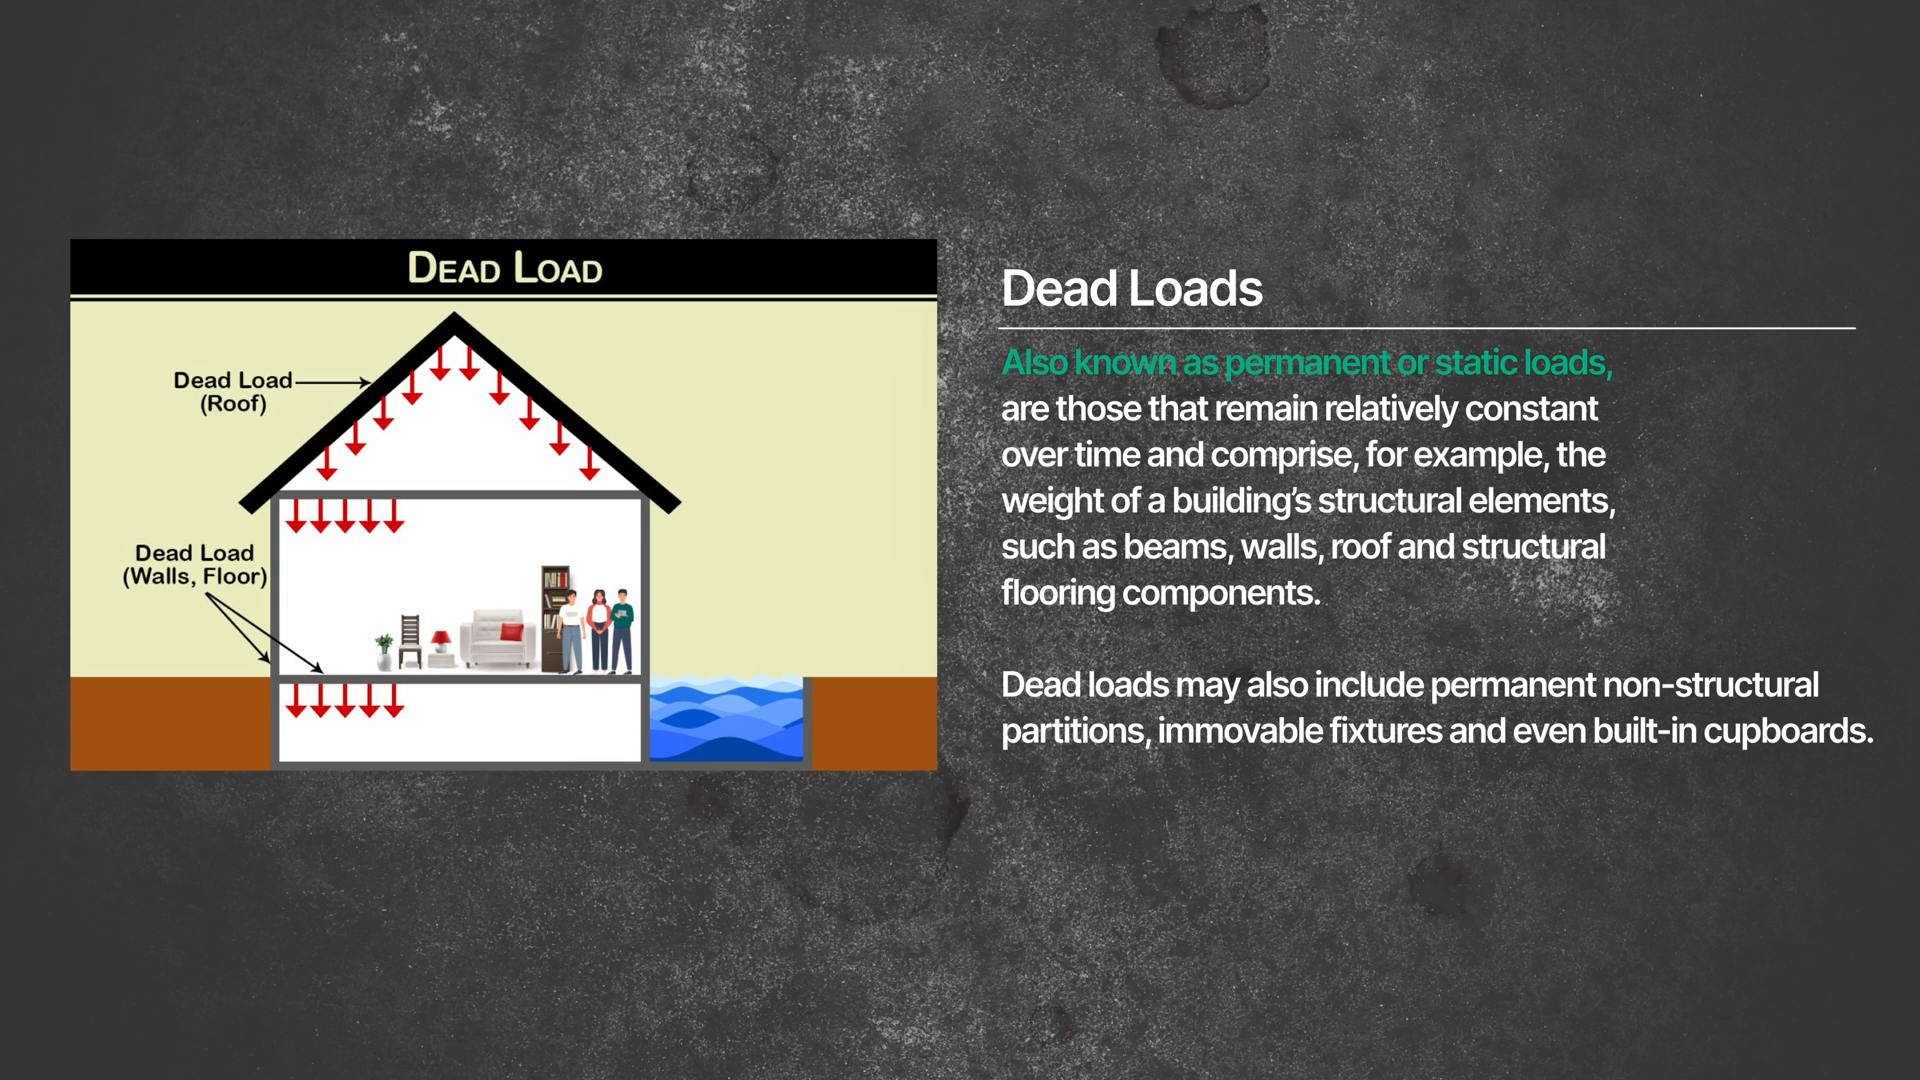 DEAD LOAD
Dead Load
(Roof)
Dead Load
(Walls, Floor)
Dead Loads
Also known as permanent or static loads,
are those that remain relatively constant
over time and comprise, for example, the
weight of a building’s structural elements,
such as beams, walls, roof and structural
flooring components.
Dead loads may also include permanent non-structural
partitions, immovable fixtures and even built-in cupboards.